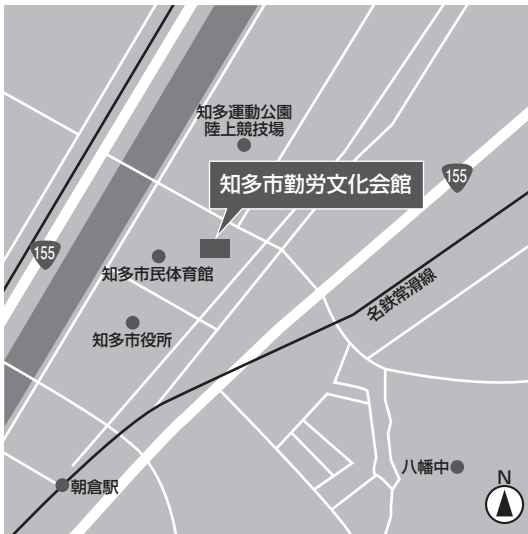 知多運動公園
陸上競技場
知多市勤労文化会館
155
155
知多市民体育館
名鉄常滑線
知多市役所
八幡中
朝倉駅
N